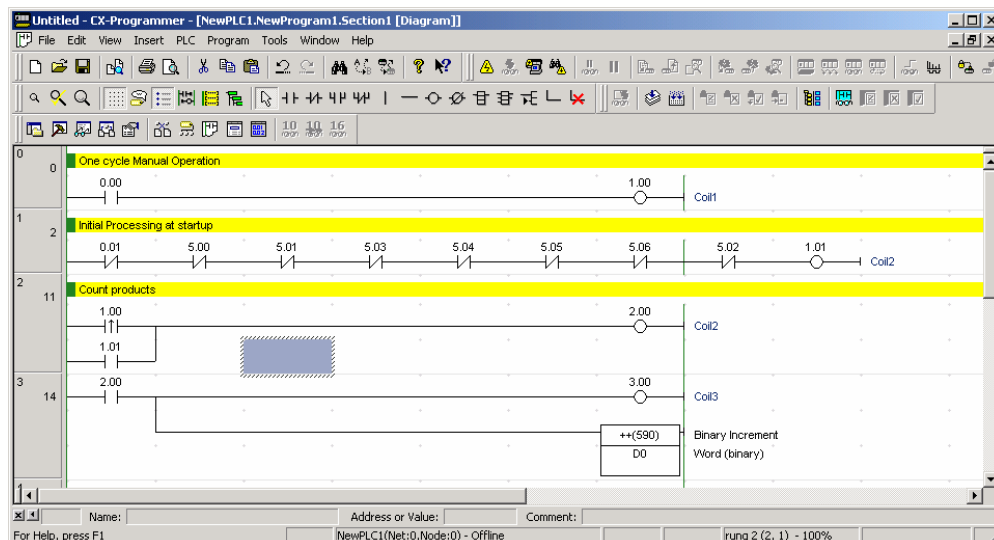 Untitled - CX-Programmer - [NewPLC1.NewProgram1.Section1 [Diagram]]
File Edit View Insert PLC Program Tools Window Help
10 10 16
0
0
One cycle Manual Operation
0.00 1.00
Coil1
1
2
Initial Processing at startup
0.01 5.00 5.01 5.03 5.04 5.05 5.06 5.02 1.01
Coil2
2
11
Count products
1.00 2.00
Coil2
1.01
3
14
2.00 3.00
Coil3
++(590) Binary Increment
D0 Word (binary)
Name: Address or Value: Comment:
For Help, press F1 NewPLC1(Net:0,Node:0) - Offline rung 2 (2, 1) - 100%